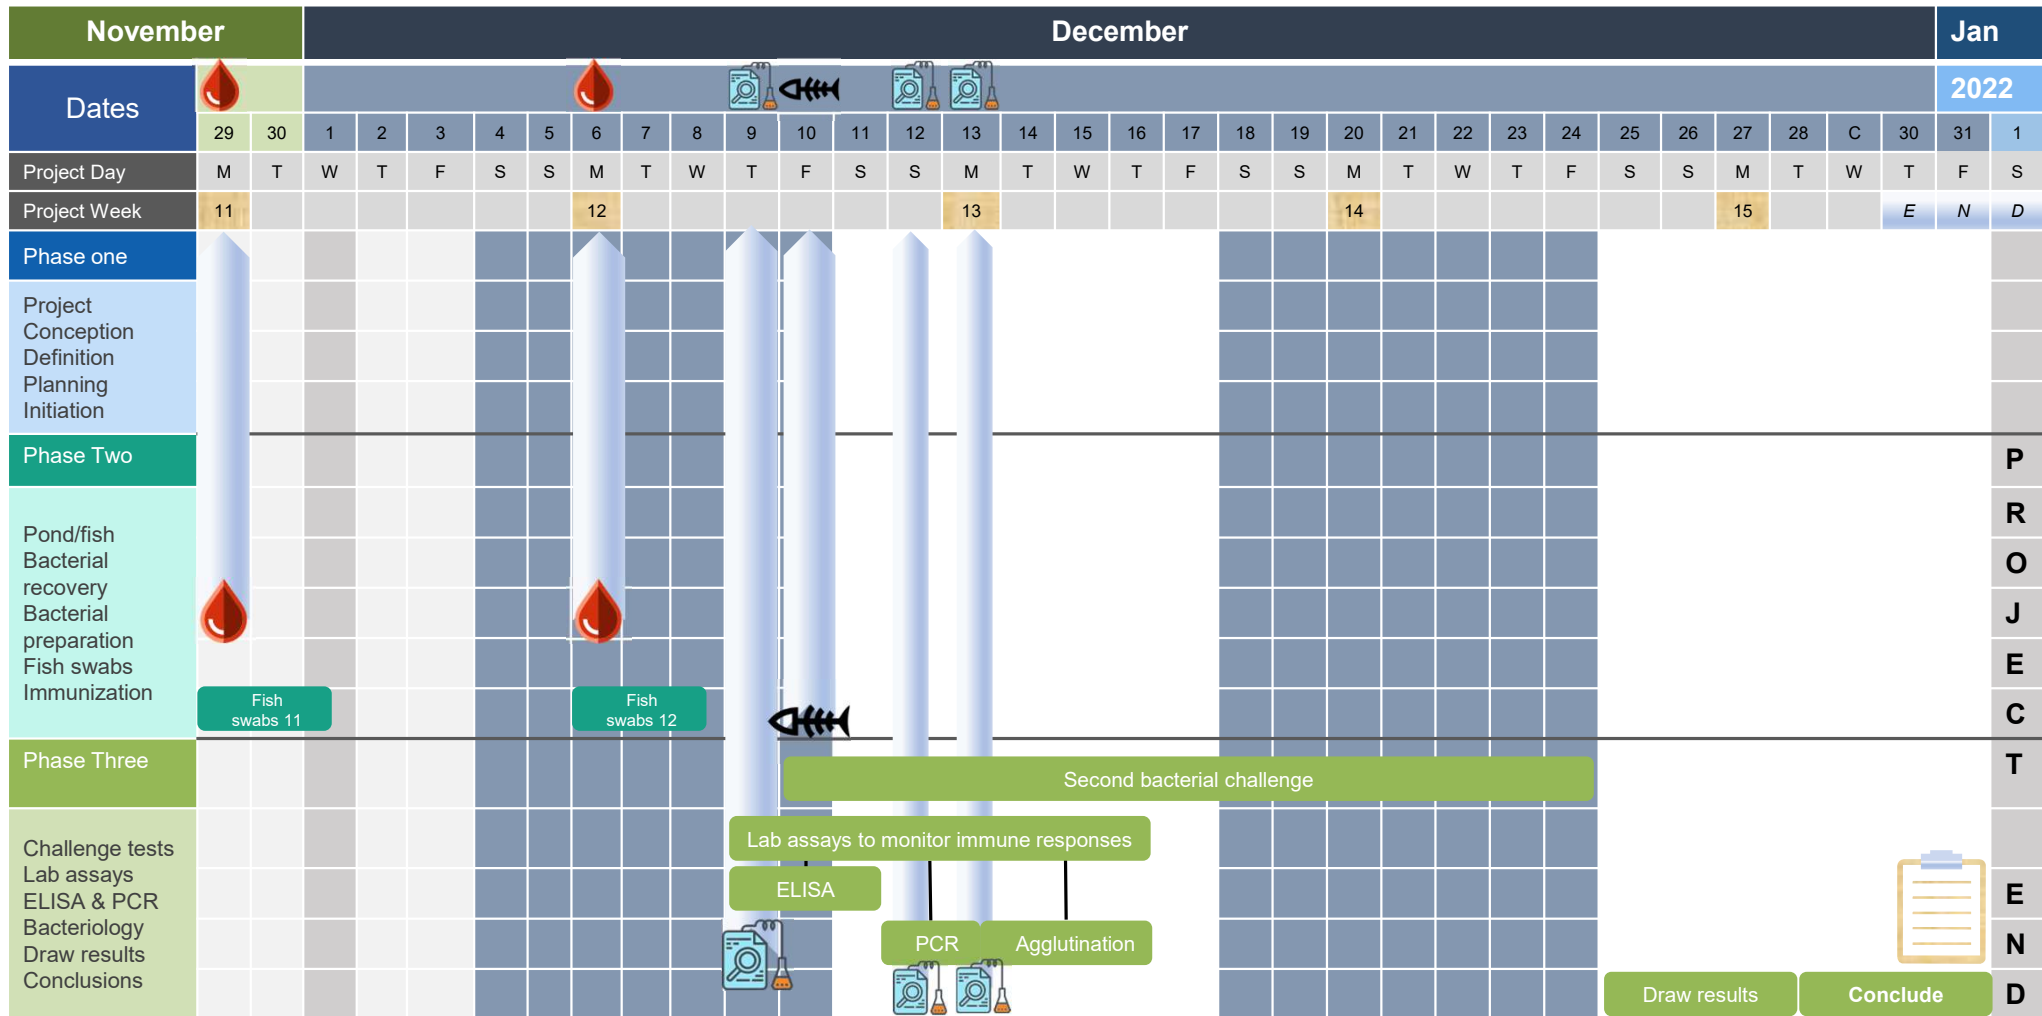 November
December
Jan
Dates
2022
29 30 1 2 3 4 5 6 7 8 9 10 11 12 13 14 15 16 17 18 19 20 21 22 23 24 25 26 27 28 C 30 31 1
Project Day M T W T F S S M T W T F S S M T W T F S S M T W T F S S M T W T F S
Project Week 11 12 13 14 15 E N D
Phase one
Project
Conception
Definition
Planning
Initiation
Phase Two
Pond/fish
Bacterial
recovery
Bacterial
preparation
Fish swabs
Immunization
Fish
swabs 11
Fish
swabs 12
Phase Three
Second bacterial challenge
Challenge tests
Lab assays
ELISA & PCR
Bacteriology
Draw results
Conclusions
Lab assays to monitor immune responses
ELISA
PCR
Agglutination
Draw results
Conclude
P
R
O
J
E
C
T
E
N
D